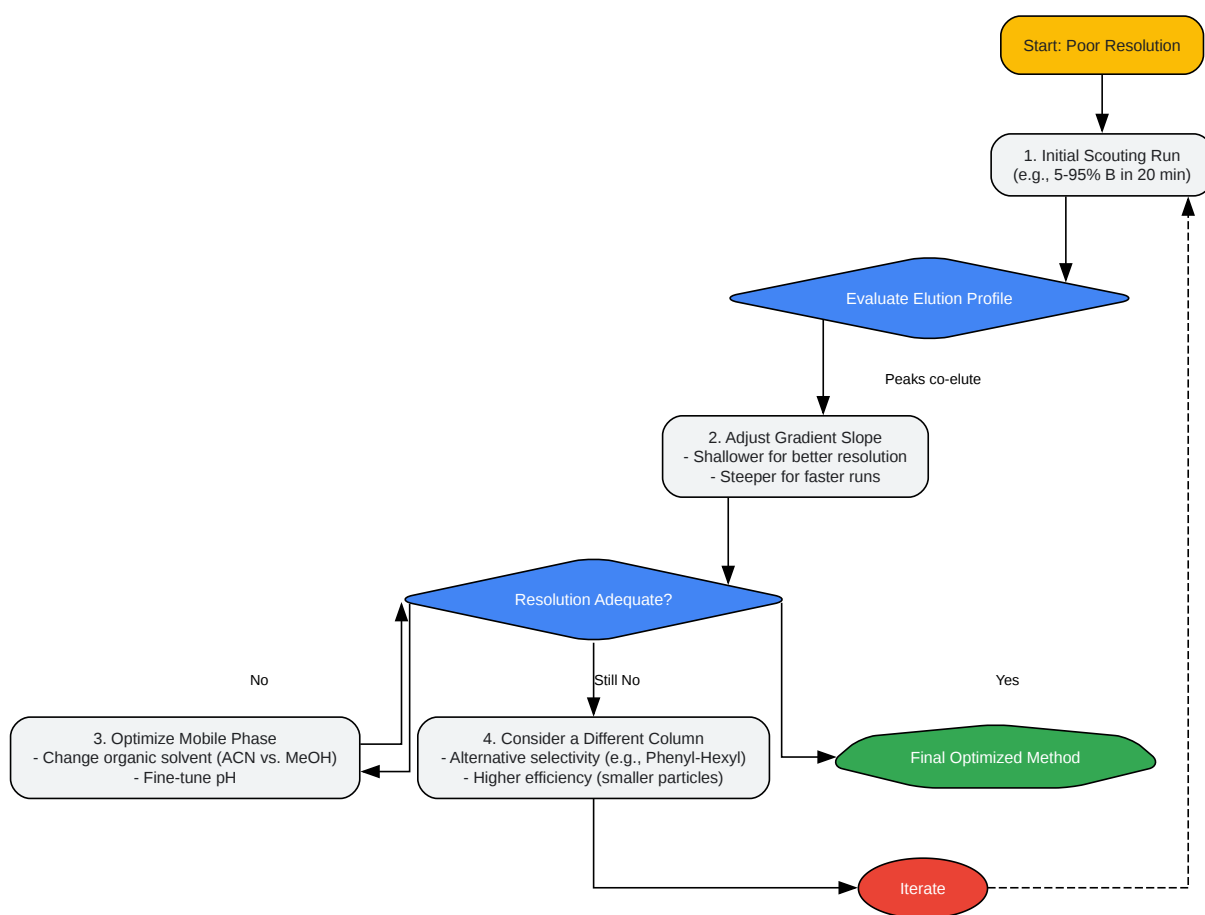 Start: Poor Resolution
1. Initial Scouting Run
(e.g., 5-95% B in 20 min)
Evaluate Elution Profile
Peaks co-elute
2. Adjust Gradient Slope
- Shallower for better resolution
- Steeper for faster runs
Resolution Adequate?
No
Still No
Yes
3. Optimize Mobile Phase
- Change organic solvent (ACN vs. MeOH)
- Fine-tune pH
4. Consider a Different Column
- Alternative selectivity (e.g., Phenyl-Hexyl)
- Higher efficiency (smaller particles)
Final Optimized Method
Iterate